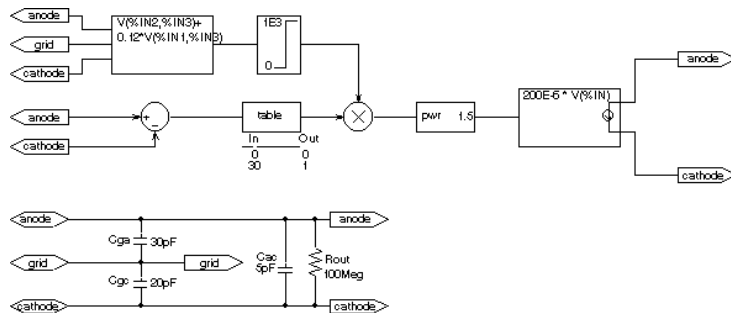 anode
V(%IN2,%IN3)+
0.12*V(%IN1,%IN3)
1E3
grid
cathode
0
anode
anode
+
-
table
pwr 1.5
200E-6 * V(%IN)
cathode
In Out
0 0
30 1
cathode
anode
anode
Cga 30pF
grid
grid
Cac
5pF
Rout
100Meg
Cgc 20pF
cathode
cathode